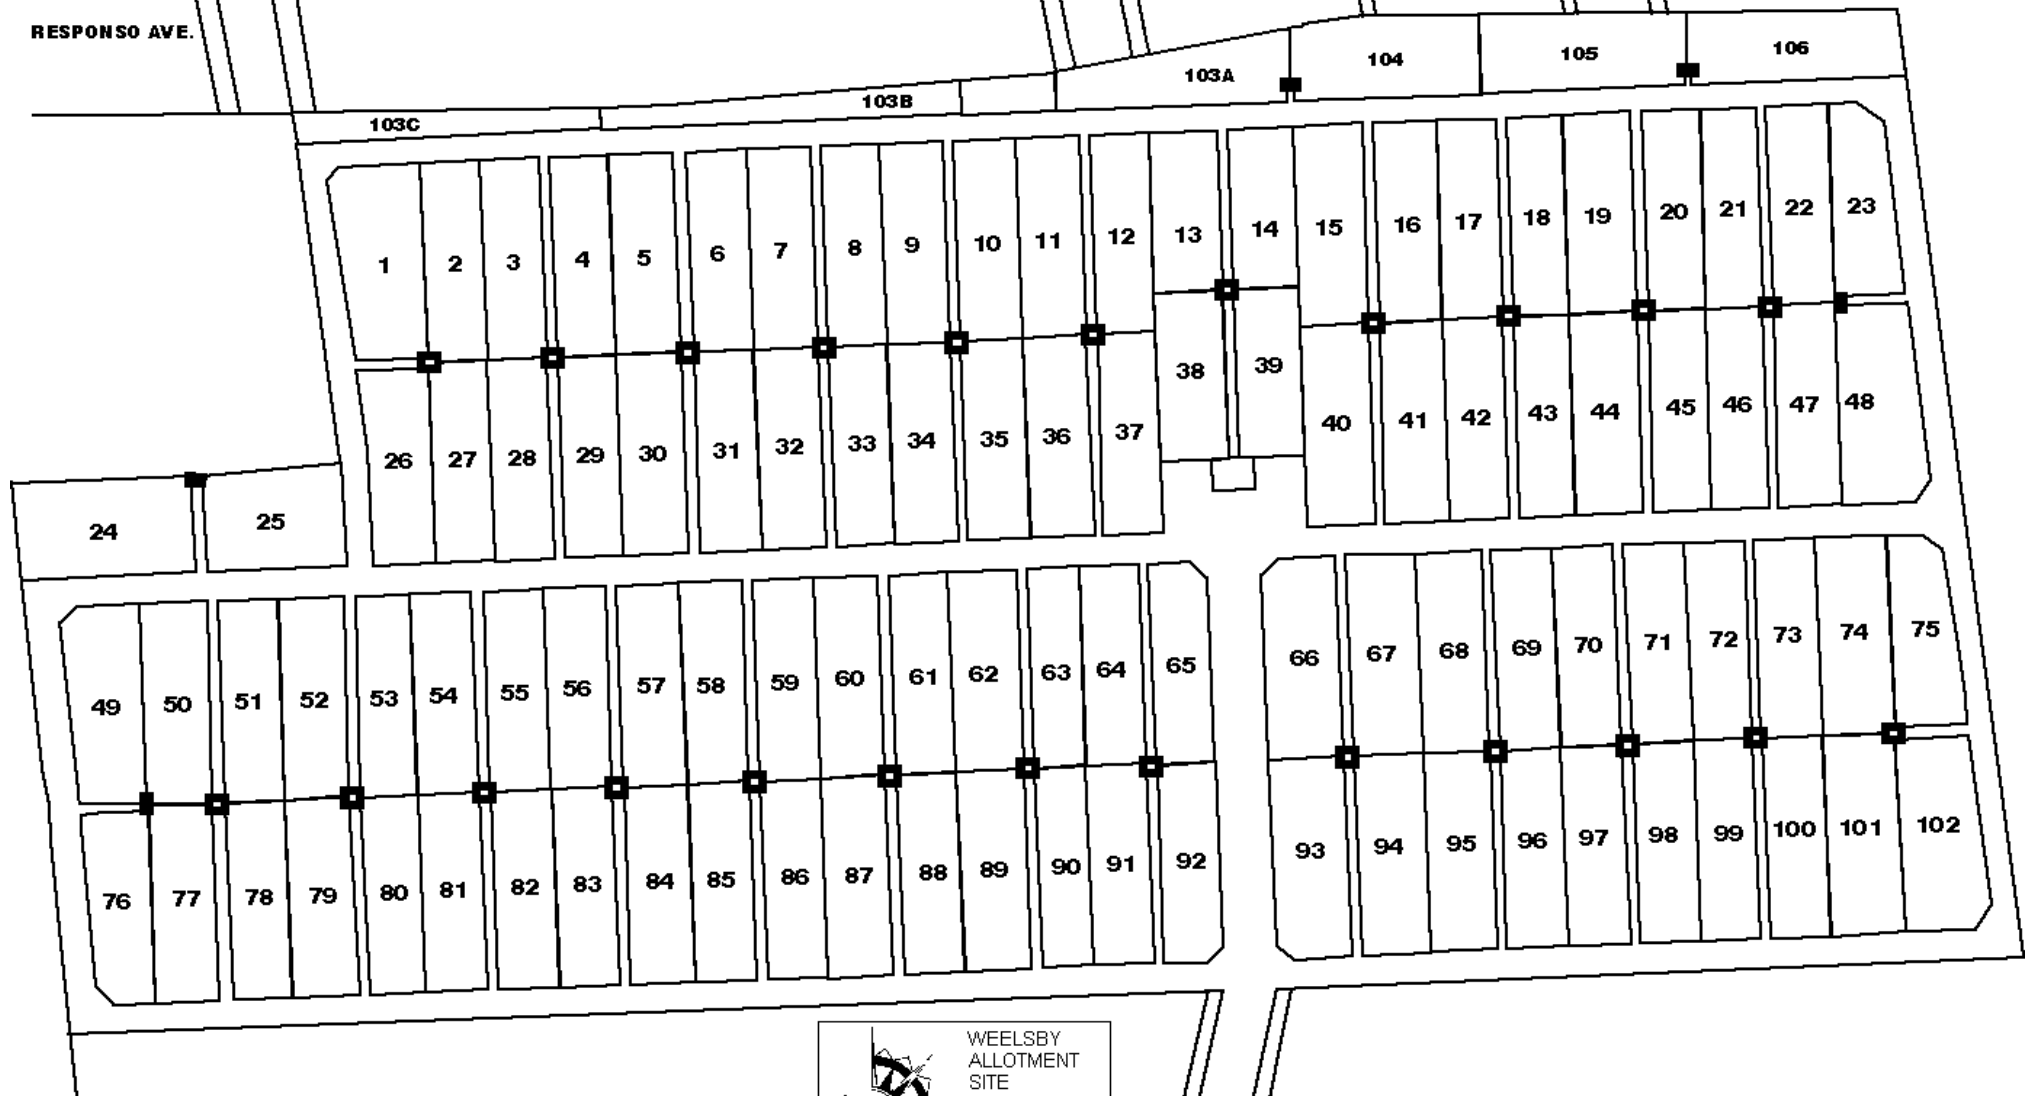 RESPONSO AVE.
103C
103B
103A
104
105
106
1 2 3 4 5 6 7 8 9 10 11 12 13 14 15 16 17 18 19 20 21 22 23
38 39
24 25
26 27 28 29 30 31 32 33 34 35 36 37 40 41 42 43 44 45 46 47 48
49 50 51 52 53 54 55 56 57 58 59 60 61 62 63 64 65 66 67 68 69 70 71 72 73 74 75
76 77 78 79 80 81 82 83 84 85 86 87 88 89 90 91 92 93 94 95 96 97 98 99 100 101 102
WEELSBY
ALLOTMENT
SITE